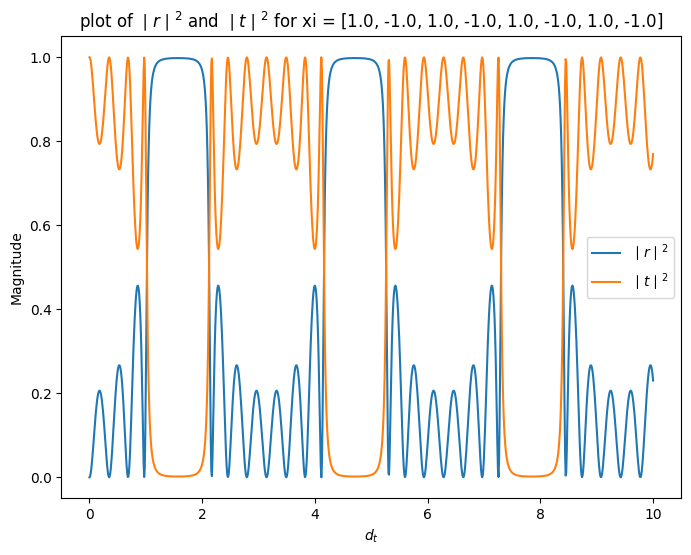 plot of | r |² and | t |² for xi = [1.0, -1.0, 1.0, -1.0, 1.0, -1.0, 1.0, -1.0]
1.0
0.8
0.6
0.4
0.2
0.0
Magnitude
| r |²
| t |²
0 2 4 6 8 10
dₜ